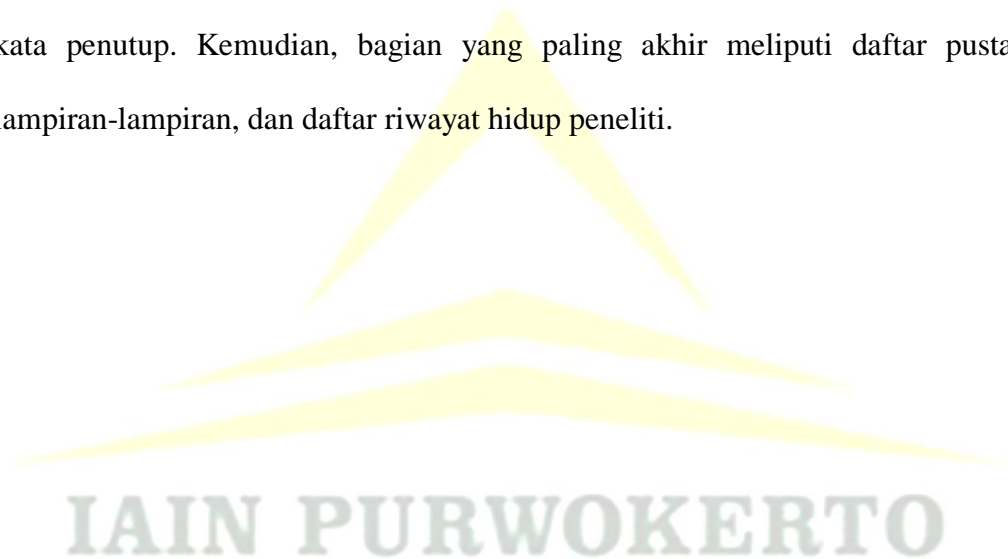 kata penutup. Kemudian, bagian yang paling akhir meliputi daftar pusta
lampiran-lampiran, dan daftar riwayat hidup peneliti.
IAIN PURWOKERTO